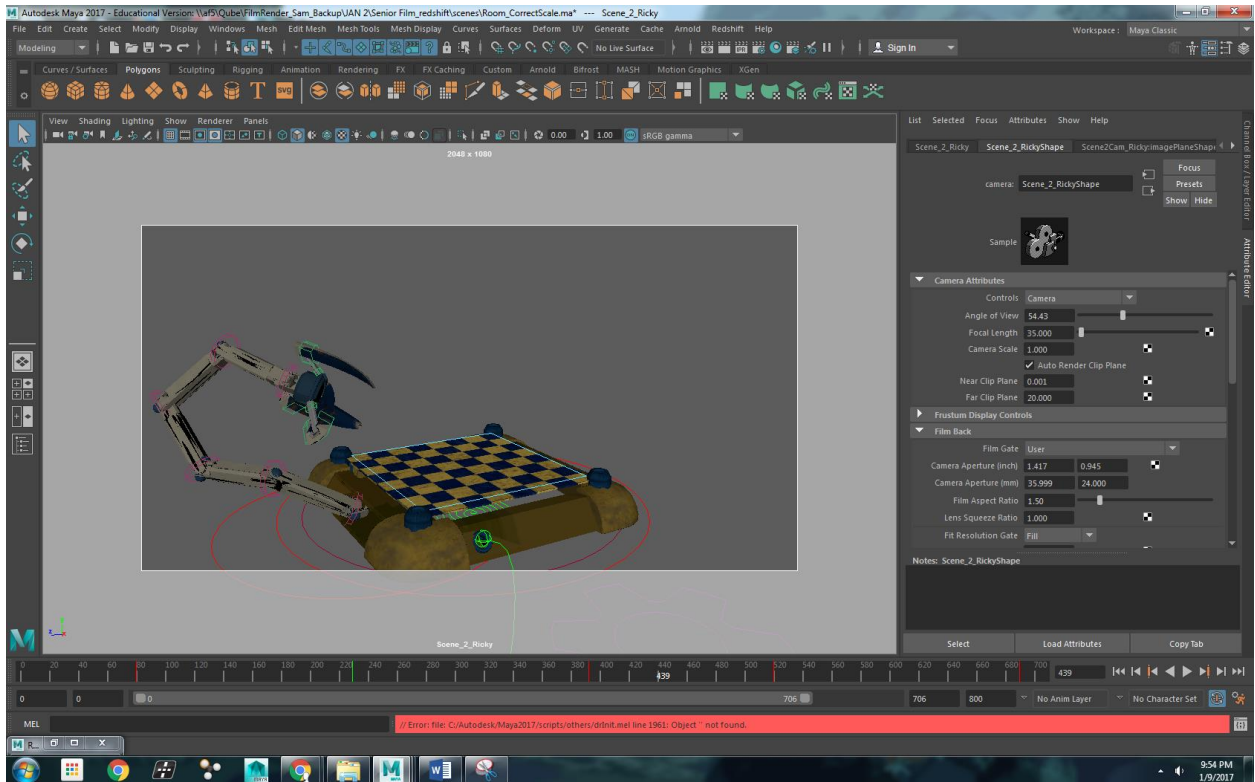 Autodesk Maya 2017 - Educational Version: \\af5\Qube\FilmRender_Sam_Backup\JAN 2\Senior Film_redshift\scenes\Room_CorrectScale.ma* --- Scene_2_Ricky
File Edit Create Select Modify Display Windows Mesh Edit Mesh Mesh Tools Mesh Display Curves Surfaces Deform UV Generate Cache Arnold Redshift Help Workspace: Maya Classic
Modeling No Live Surface Sign In
Curves / Surfaces Polygons Sculpting Rigging Animation Rendering FX FX Caching Custom Arnold Bifrost MASH Motion Graphics XGen
T svg
View Shading Lighting Show Renderer Panels
0.00 1.00 sRGB gamma
2048 x 1080
Scene_2_Ricky
List Selected Focus Attributes Show Help
Scene_2_Ricky Scene_2_RickyShape Scene2Cam_Ricky:imagePlaneShape
camera: Scene_2_RickyShape
Focus
Presets
Show Hide
Sample
Camera Attributes
Controls Camera
Angle of View 54.43
Focal Length 35.000
Camera Scale 1.000
Auto Render Clip Plane
Near Clip Plane 0.001
Far Clip Plane 20.000
Frustum Display Controls
Film Back
Film Gate User
Camera Aperture (inch) 1.417 0.945
Camera Aperture (mm) 35.999 24.000
Film Aspect Ratio 1.50
Lens Squeeze Ratio 1.000
Fit Resolution Gate Fill
Notes: Scene_2_RickyShape
Select Load Attributes Copy Tab
Channel Box / Layer Editor
Attribute Editor
0 20 40 60 80 100 120 140 160 180 200 220 240 260 280 300 320 340 360 380 400 420 440 460 480 500 520 540 560 580 600 620 640 660 680 700
439 439
0 0 0 706 706 800 No Anim Layer No Character Set
MEL // Error: file: C:/Autodesk/Maya2017/scripts/others/drInit.mel line 1961: Object '' not found.
R...
9:54 PM
1/9/2017